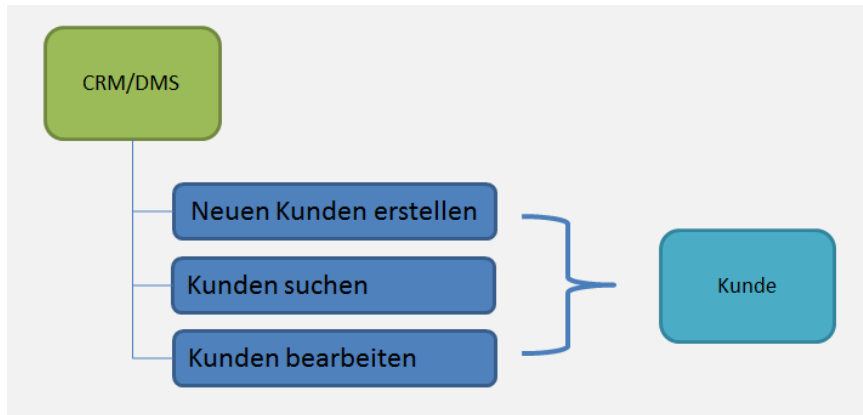 CRM/DMS
Neuen Kunden erstellen
Kunden suchen
Kunden bearbeiten
Kunde